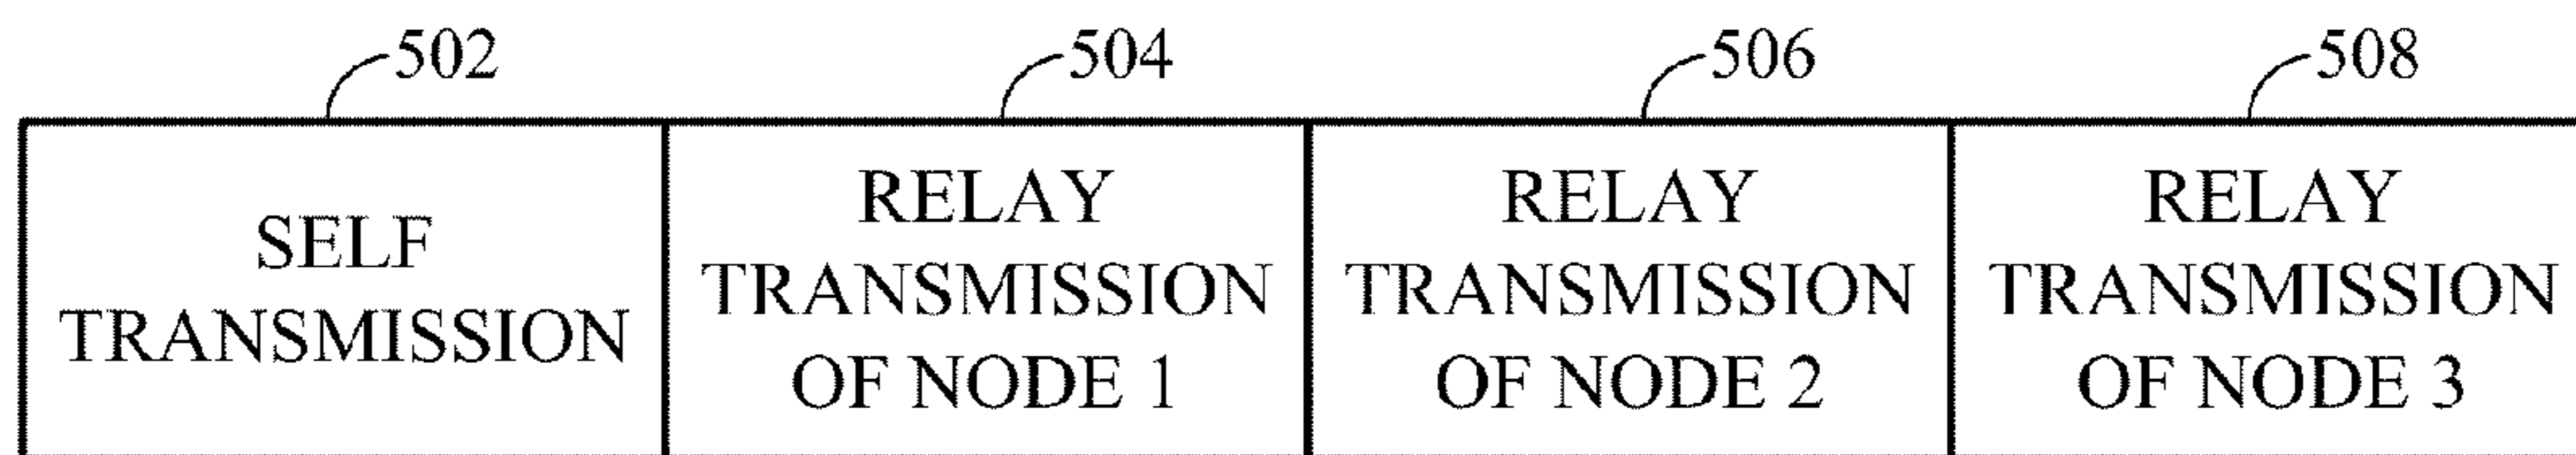 502 504 506 508
SELF
TRANSMISSION
RELAY
TRANSMISSION
OF NODE 1
RELAY
TRANSMISSION
OF NODE 2
RELAY
TRANSMISSION
OF NODE 3